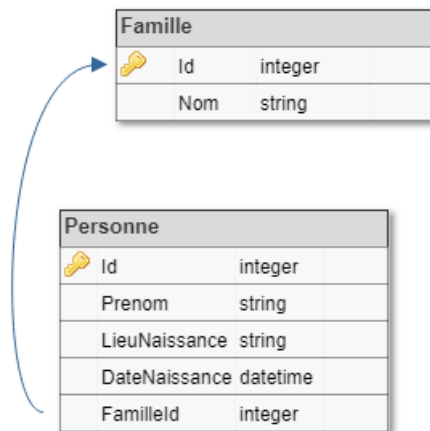 Famille
Id integer
Nom string
Personne
Id integer
Prenom string
LieuNaissance string
DateNaissance datetime
FamilleId integer